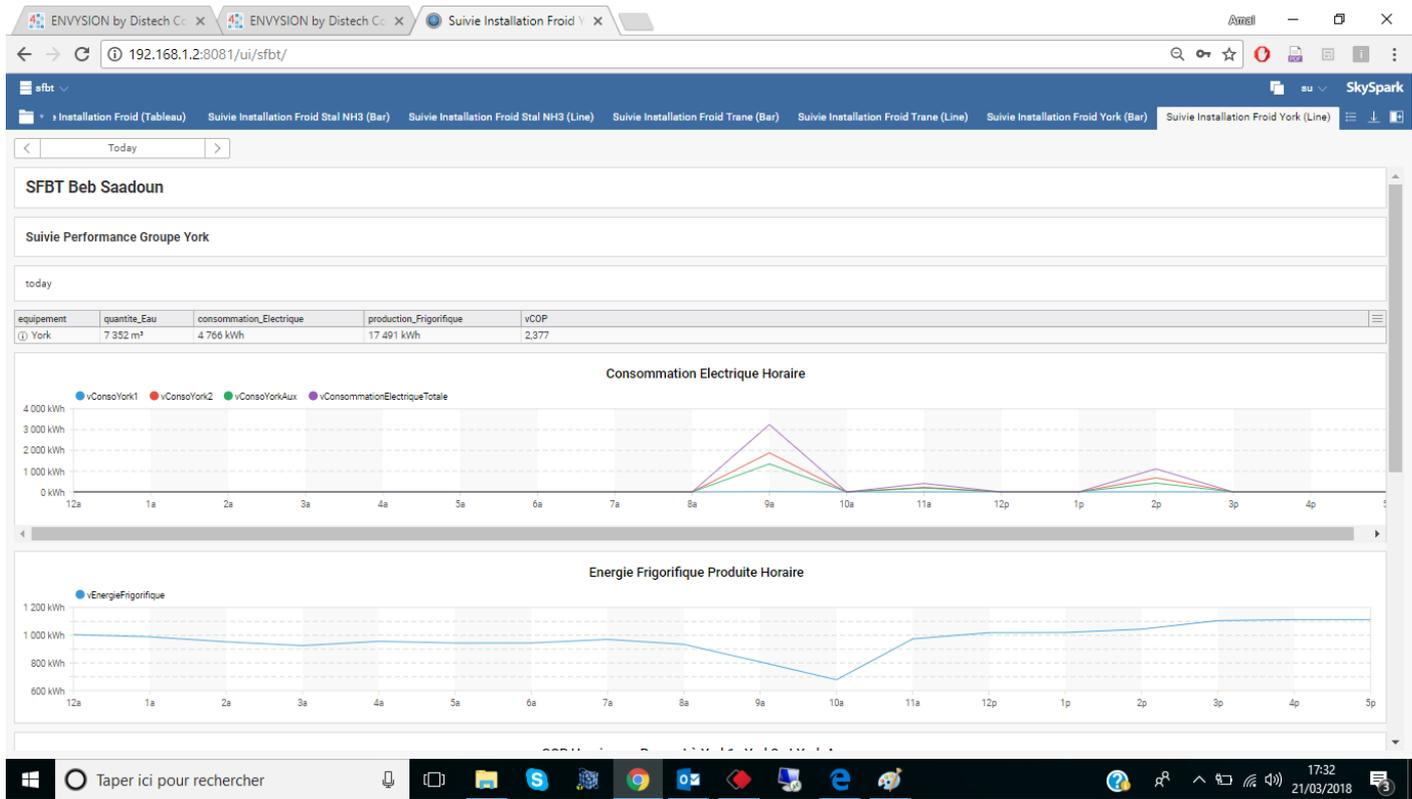 ENVYSION by Distech Co
ENVYSION by Distech Co
Suivie Installation Froid Y
Amal
192.168.1.2:8081/ui/sfbt/
sfbt
su
SkySpark
e Installation Froid (Tableau)
Suivie Installation Froid Stal NH3 (Bar)
Suivie Installation Froid Stal NH3 (Line)
Suivie Installation Froid Trane (Bar)
Suivie Installation Froid Trane (Line)
Suivie Installation Froid York (Bar)
Suivie Installation Froid York (Line)
Today
SFBT Beb Saadoun
Suivie Performance Groupe York
today
equipement quantite_Eau consommation_Electrique production_Frigorifique vCOP
York 7 352 m³ 4 766 kWh 17 491 kWh 2,377
Consommation Electrique Horaire
vConsoYork1 vConsoYork2 vConsoYorkAux vConsommationElectriqueTotale
4 000 kWh
3 000 kWh
2 000 kWh
1 000 kWh
0 kWh
12a 1a 2a 3a 4a 5a 6a 7a 8a 9a 10a 11a 12p 1p 2p 3p 4p
Energie Frigorifique Produite Horaire
vEnergieFrigorifique
1 200 kWh
1 000 kWh
800 kWh
600 kWh
12a 1a 2a 3a 4a 5a 6a 7a 8a 9a 10a 11a 12p 1p 2p 3p 4p 5p
Taper ici pour rechercher
17:32
21/03/2018
3